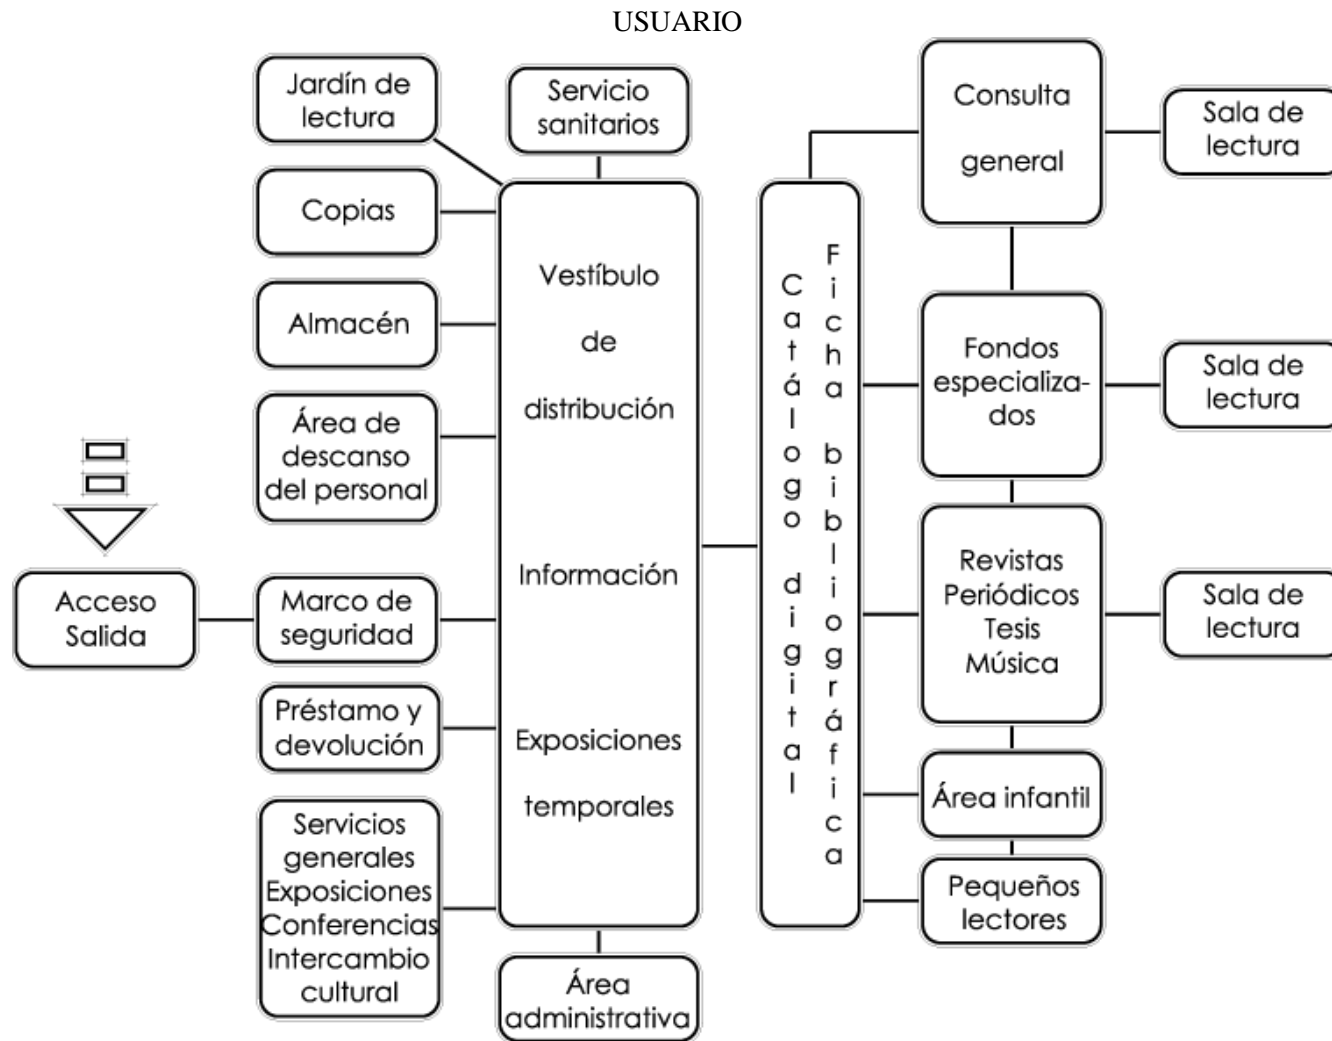 USUARIO
Jardín de
lectura
Servicio
sanitarios
Consulta
general
Sala de
lectura
Copias
Almacén
Área de
descanso
del personal
Vestíbulo
de
distribución
Información
Exposiciones
temporales
Catálogo digital
Ficha bibliográfica
Fondos
especializa-
dos
Sala de
lectura
Acceso
Salida
Marco de
seguridad
Revistas
Periódicos
Tesis
Música
Sala de
lectura
Préstamo y
devolución
Área infantil
Servicios
generales
Exposiciones
Conferencias
Intercambio
cultural
Pequeños
lectores
Área
administrativa